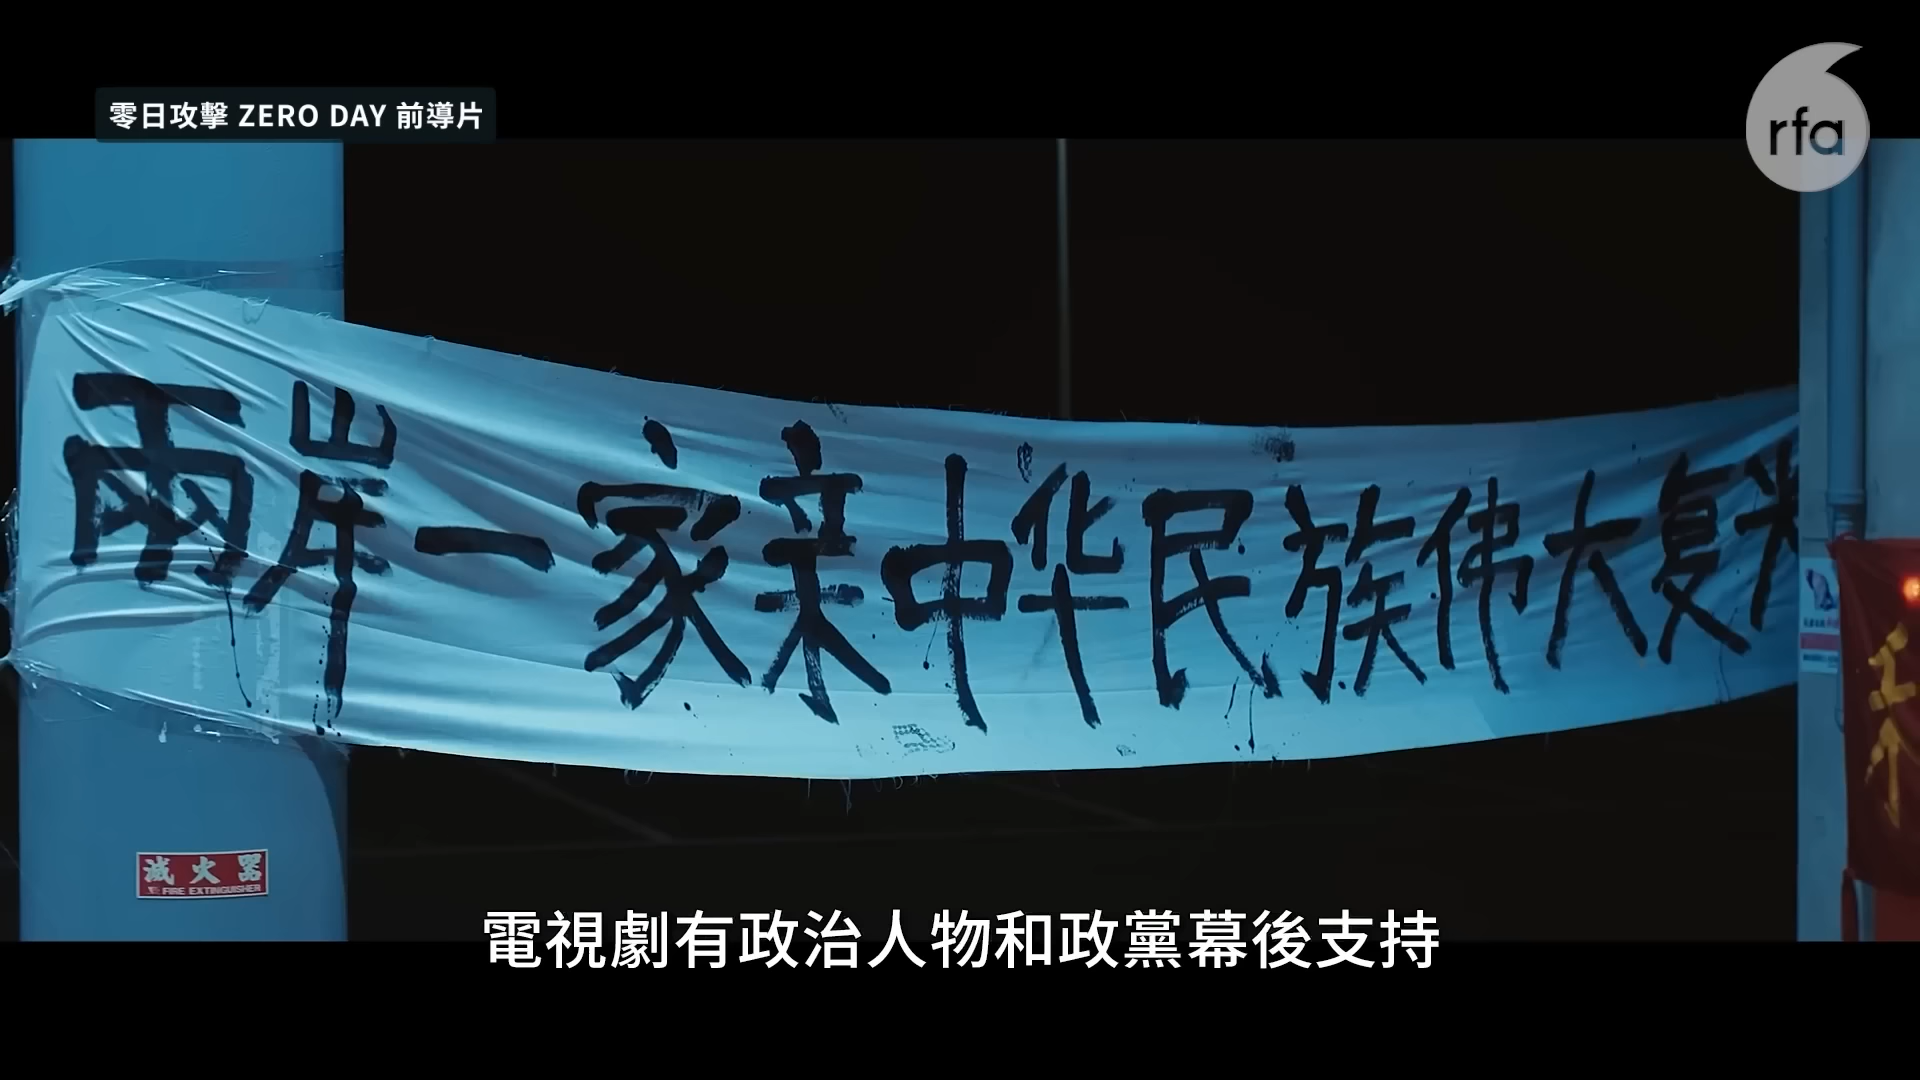 零日攻擊 ZERO DAY 前導片
rfa
兩岸一家亲中华民族伟大复
滅火器
FIRE EXTINGUISHER
電視劇有政治人物和政黨幕後支持